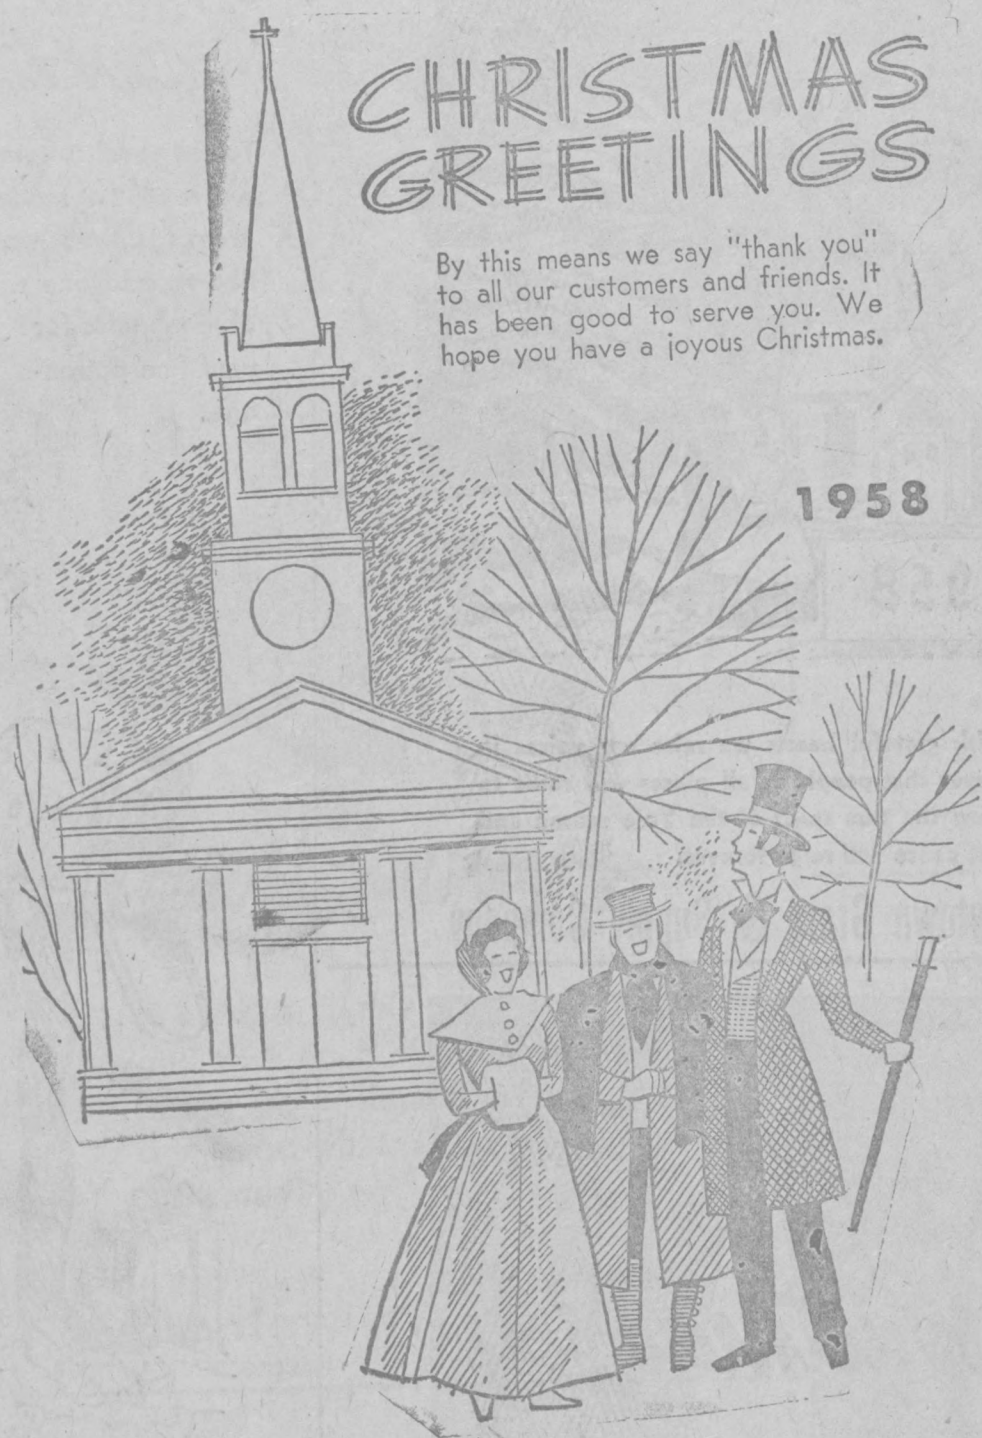 CHRISTMAS
GREETINGS
By this means we say "thank you"
to all our customers and friends. It
has been good to serve you. We
hope you have a joyous Christmas.
1958